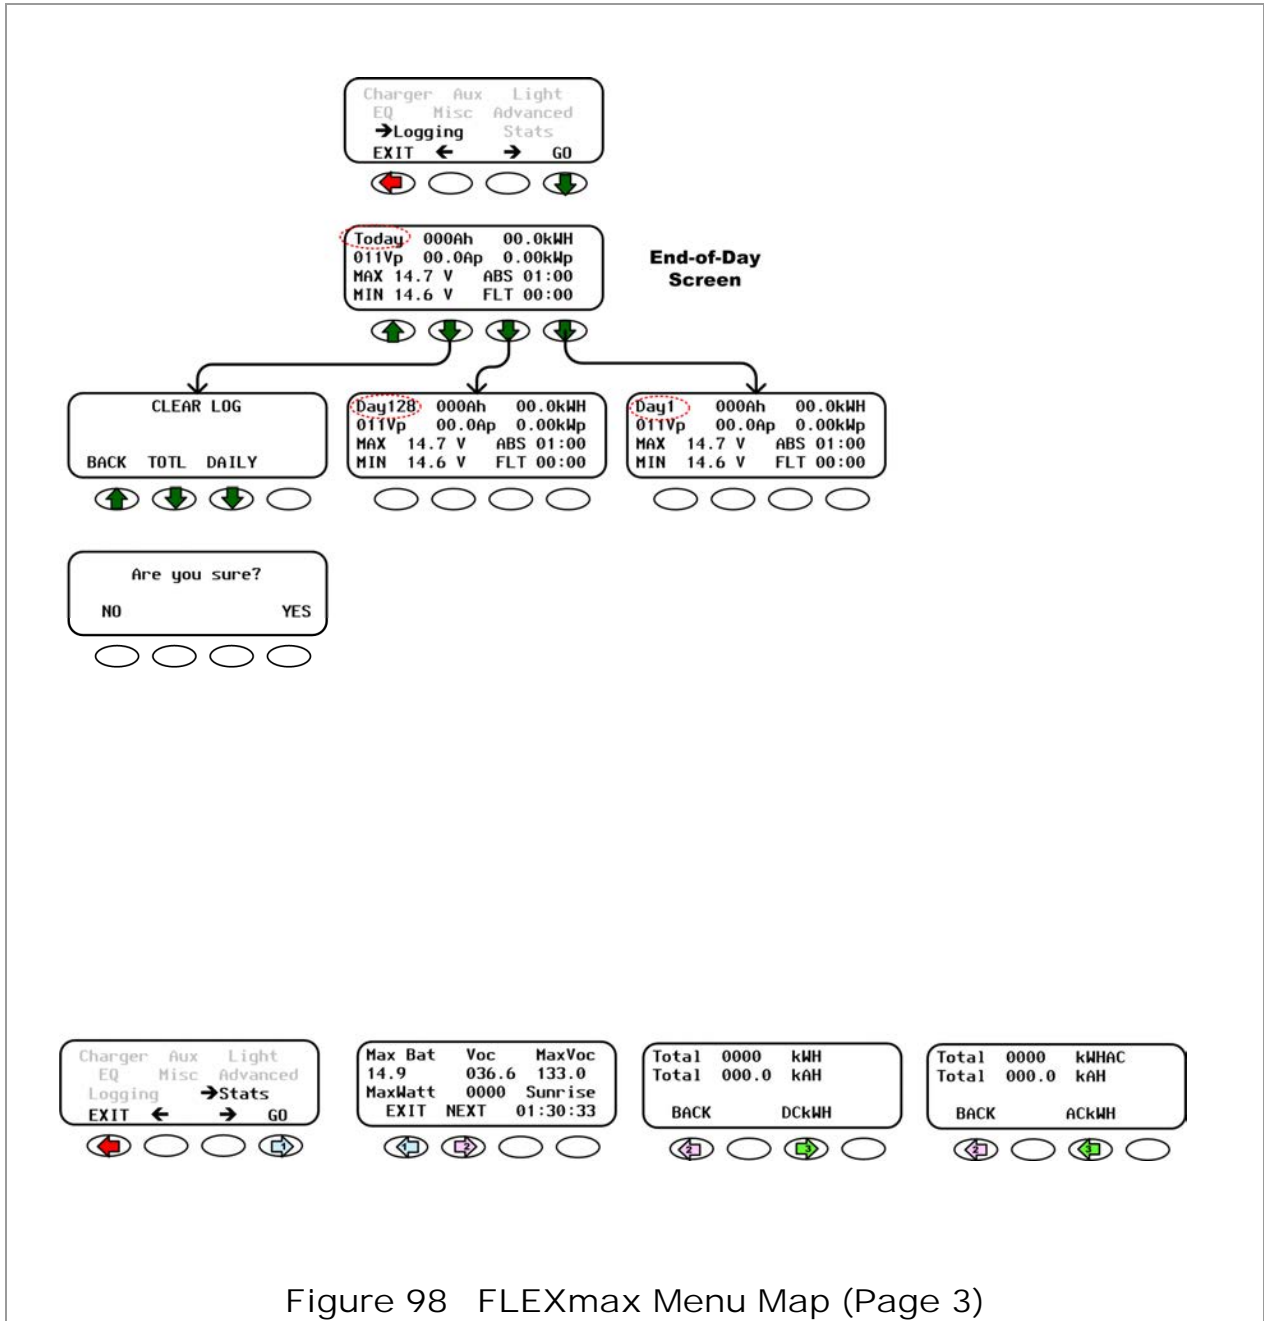 Charger Aux Light
EQ Misc Advanced
➔Logging Stats
EXIT ← → GO
Today 000Ah 00.0kWH
011Vp 00.0Ap 0.00kWp
MAX 14.7 V ABS 01:00
MIN 14.6 V FLT 00:00
End-of-Day
Screen
CLEAR LOG
BACK TOTL DAILY
Day128 000Ah 00.0kWH
011Vp 00.0Ap 0.00kWp
MAX 14.7 V ABS 01:00
MIN 14.6 V FLT 00:00
Day1 000Ah 00.0kWH
011Vp 00.0Ap 0.00kWp
MAX 14.7 V ABS 01:00
MIN 14.6 V FLT 00:00
Are you sure?
NO YES
Charger Aux Light
EQ Misc Advanced
Logging ➔Stats
EXIT ← → GO
1
Max Bat Voc MaxVoc
14.9 036.6 133.0
MaxWatt 0000 Sunrise
EXIT NEXT 01:30:33
1 2
Total 0000 kWH
Total 000.0 kAH
BACK DCkWH
2 3
Total 0000 kWHAC
Total 000.0 kAH
BACK ACkWH
2 3
Figure 98 FLEXmax Menu Map (Page 3)